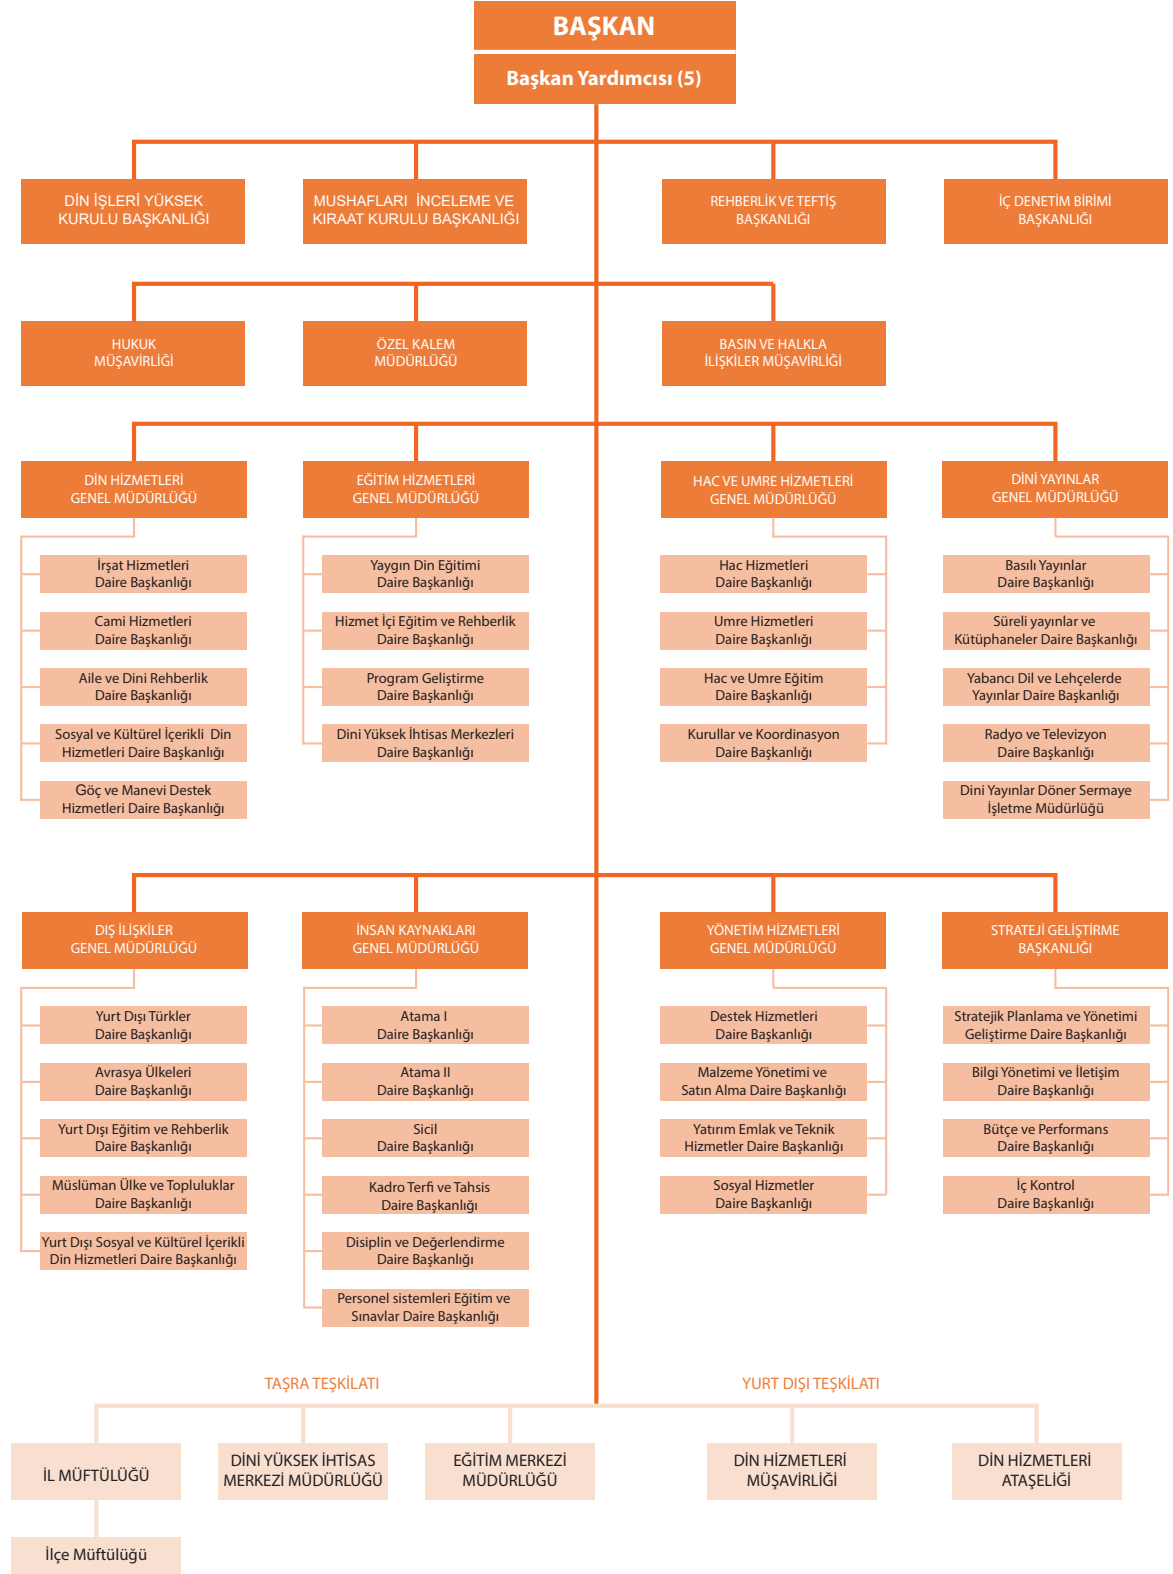 BAŞKAN
Başkan Yardımcısı (5)
DİN İŞLERİ YÜKSEK
KURULU BAŞKANLIĞI
MUSHAFLARI İNCELEME VE
KIRAAT KURULU BAŞKANLIĞI
REHBERLİK VE TEFTİŞ
BAŞKANLIĞI
İÇ DENETİM BİRİMİ
BAŞKANLIĞI
HUKUK
MÜŞAVİRLİĞİ
ÖZEL KALEM
MÜDÜRLÜĞÜ
BASIN VE HALKLA
İLİŞKİLER MÜŞAVİRLİĞİ
DİN HİZMETLERİ
GENEL MÜDÜRLÜĞÜ
İrşat Hizmetleri
Daire Başkanlığı
Cami Hizmetleri
Daire Başkanlığı
Aile ve Dini Rehberlik
Daire Başkanlığı
Sosyal ve Kültürel İçerikli Din
Hizmetleri Daire Başkanlığı
Göç ve Manevi Destek
Hizmetleri Daire Başkanlığı
EĞİTİM HİZMETLERİ
GENEL MÜDÜRLÜĞÜ
Yaygın Din Eğitimi
Daire Başkanlığı
Hizmet İçi Eğitim ve Rehberlik
Daire Başkanlığı
Program Geliştirme
Daire Başkanlığı
Dini Yüksek İhtisas Merkezleri
Daire Başkanlığı
HAC VE UMRE HİZMETLERİ
GENEL MÜDÜRLÜĞÜ
Hac Hizmetleri
Daire Başkanlığı
Umre Hizmetleri
Daire Başkanlığı
Hac ve Umre Eğitim
Daire Başkanlığı
Kurullar ve Koordinasyon
Daire Başkanlığı
DİNİ YAYINLAR
GENEL MÜDÜRLÜĞÜ
Basılı Yayınlar
Daire Başkanlığı
Süreli yayınlar ve
Kütüphaneler Daire Başkanlığı
Yabancı Dil ve Lehçelerde
Yayınlar Daire Başkanlığı
Radyo ve Televizyon
Daire Başkanlığı
Dini Yayınlar Döner Sermaye
İşletme Müdürlüğü
DIŞ İLİŞKİLER
GENEL MÜDÜRLÜĞÜ
Yurt Dışı Türkler
Daire Başkanlığı
Avrasya Ülkeleri
Daire Başkanlığı
Yurt Dışı Eğitim ve Rehberlik
Daire Başkanlığı
Müslüman Ülke ve Topluluklar
Daire Başkanlığı
Yurt Dışı Sosyal ve Kültürel İçerikli
Din Hizmetleri Daire Başkanlığı
İNSAN KAYNAKLARI
GENEL MÜDÜRLÜĞÜ
Atama I
Daire Başkanlığı
Atama II
Daire Başkanlığı
Sicil
Daire Başkanlığı
Kadro Terfi ve Tahsis
Daire Başkanlığı
Disiplin ve Değerlendirme
Daire Başkanlığı
Personel sistemleri Eğitim ve
Sınavlar Daire Başkanlığı
YÖNETİM HİZMETLERİ
GENEL MÜDÜRLÜĞÜ
Destek Hizmetleri
Daire Başkanlığı
Malzeme Yönetimi ve
Satın Alma Daire Başkanlığı
Yatırım Emlak ve Teknik
Hizmetler Daire Başkanlığı
Sosyal Hizmetler
Daire Başkanlığı
STRATEJİ GELİŞTİRME
BAŞKANLIĞI
Stratejik Planlama ve Yönetimi
Geliştirme Daire Başkanlığı
Bilgi Yönetimi ve İletişim
Daire Başkanlığı
Bütçe ve Performans
Daire Başkanlığı
İç Kontrol
Daire Başkanlığı
TAŞRA TEŞKİLATI
İL MÜFTÜLÜĞÜ
İlçe Müftülüğü
DİNİ YÜKSEK İHTİSAS
MERKEZİ MÜDÜRLÜĞÜ
EĞİTİM MERKEZİ
MÜDÜRLÜĞÜ
YURT DIŞI TEŞKİLATI
DİN HİZMETLERİ
MÜŞAVİRLİĞİ
DİN HİZMETLERİ
ATAŞELİĞİ